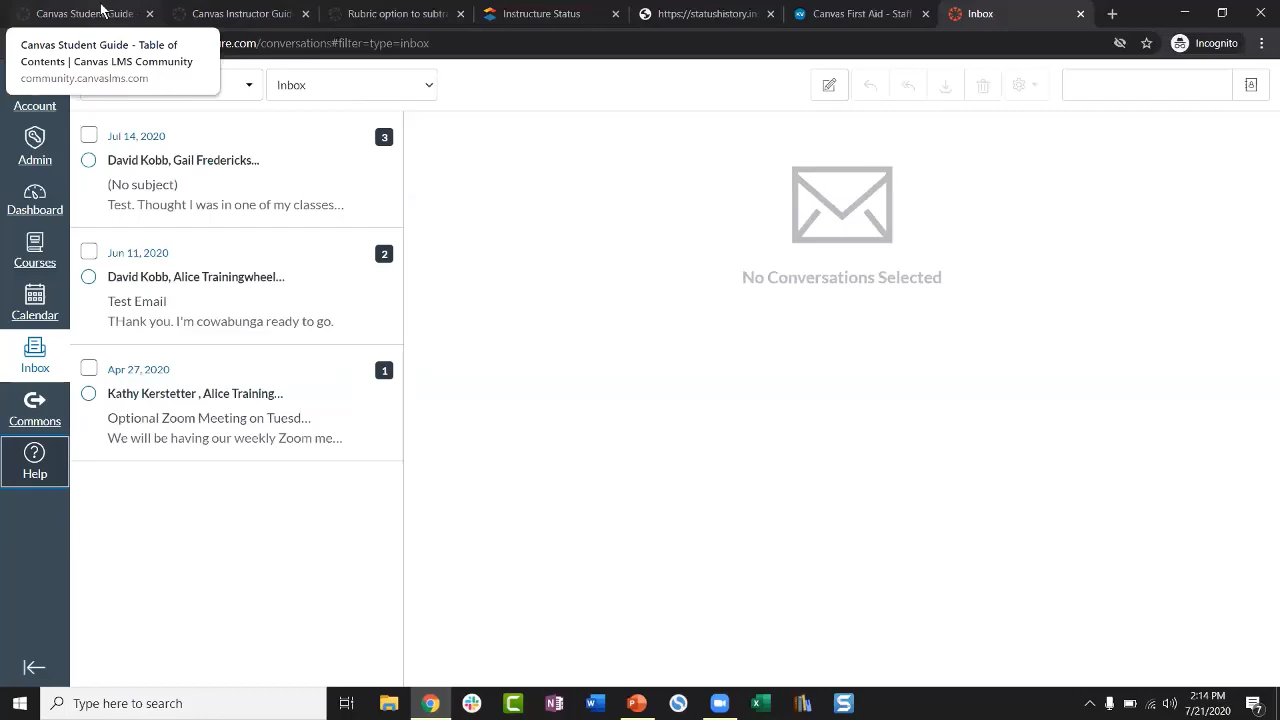 Canvas Student Guide
Canvas Instructor Gu
Rubric option to subtr
Instructure Status
https://statushistory.in
Canvas First Aid - Staff
Inbox
Canvas Student Guide - Table of
Contents | Canvas LMS Community
community.canvaslms.com
ure.com/conversations#filter=type=inbox
Incognito
Inbox
Account
Admin
Dashboard
Courses
Calendar
Inbox
Commons
Help
Jul 14, 2020
3
David Kobb, Gail Fredericks...
(No subject)
Test. Thought I was in one of my classes...
Jun 11, 2020
2
David Kobb, Alice Trainingwheel...
Test Email
THank you. I'm cowabunga ready to go.
Apr 27, 2020
1
Kathy Kerstetter , Alice Training...
Optional Zoom Meeting on Tuesd...
We will be having our weekly Zoom me...
No Conversations Selected
Type here to search
2:14 PM
7/21/2020
7